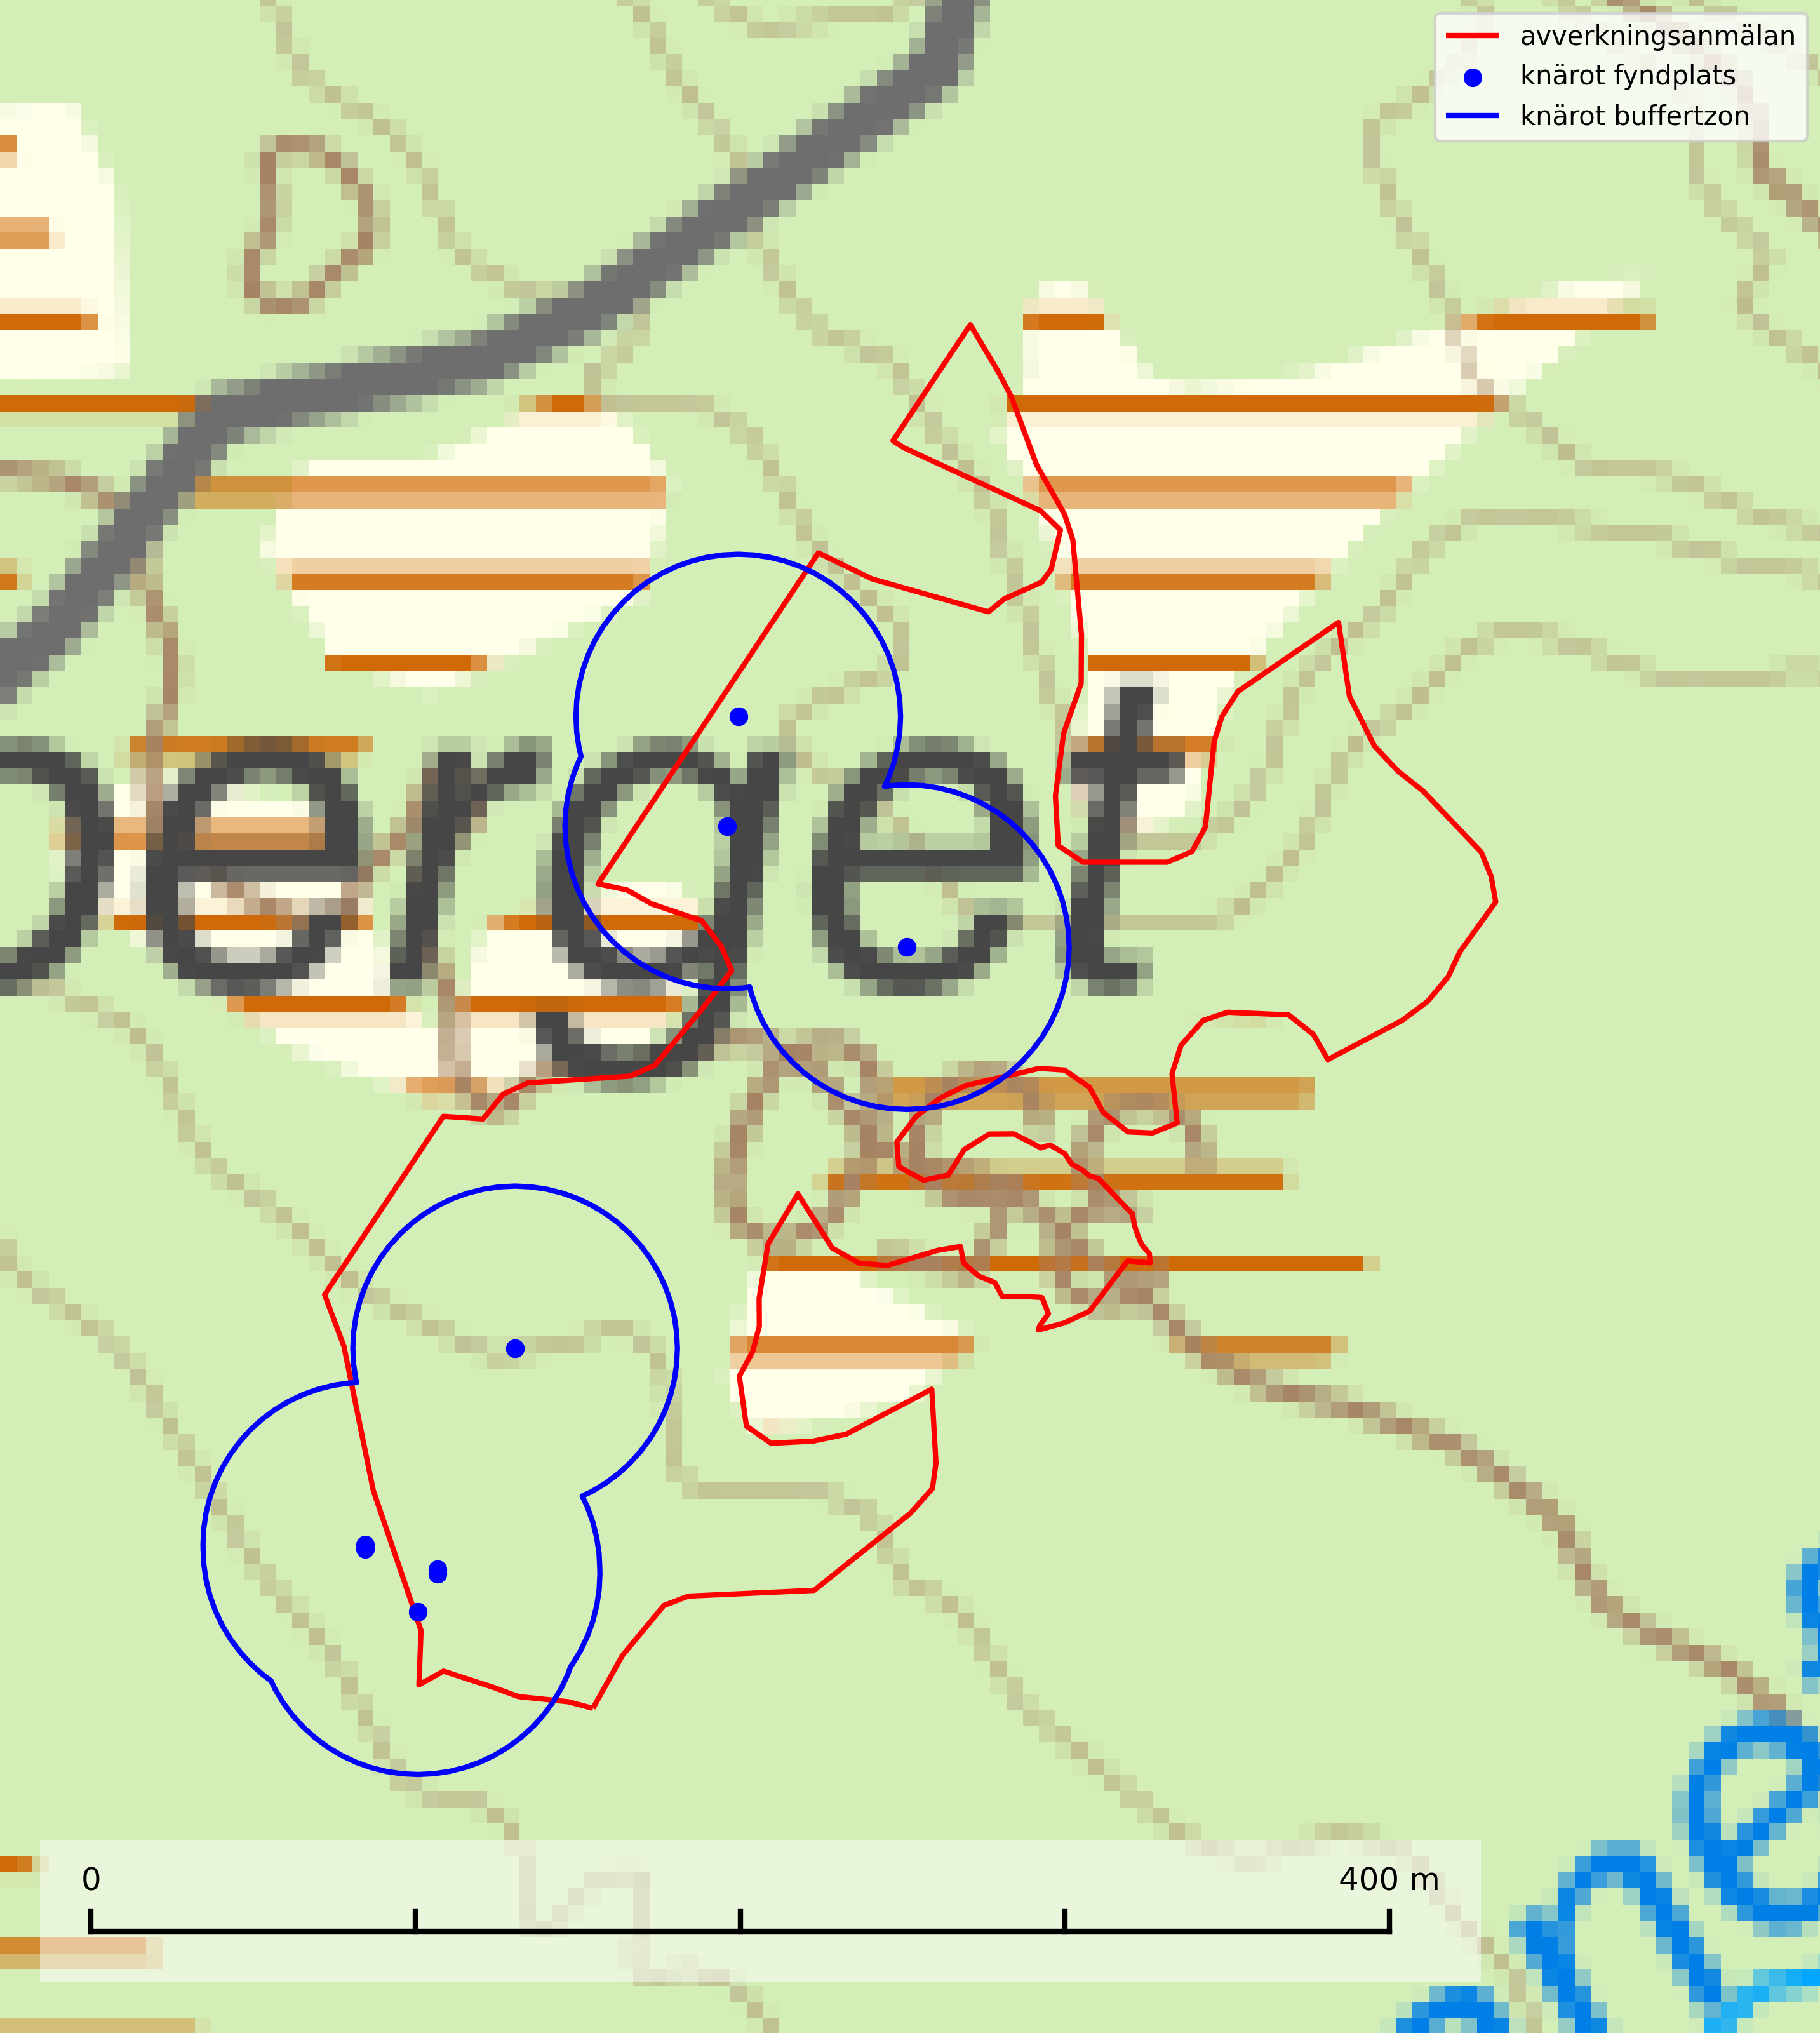 avverkningsanmälan
knärot fyndplats
knärot buffertzon
berget
0 400 m